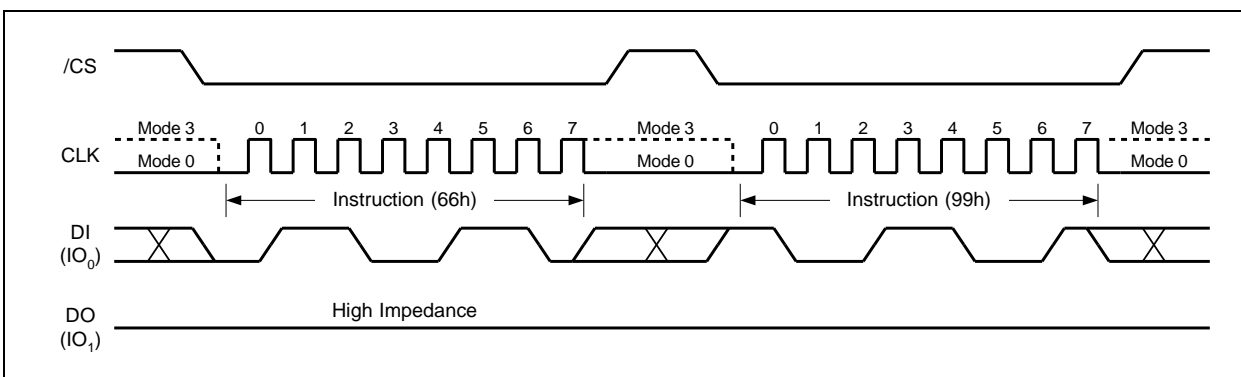 /CS
Mode 3 0 1 2 3 4 5 6 7 Mode 3 0 1 2 3 4 5 6 7 Mode 3
CLK
Mode 0 Mode 0 Mode 0
Instruction (66h) Instruction (99h)
DI
(IO0)
High Impedance
DO
(IO1)